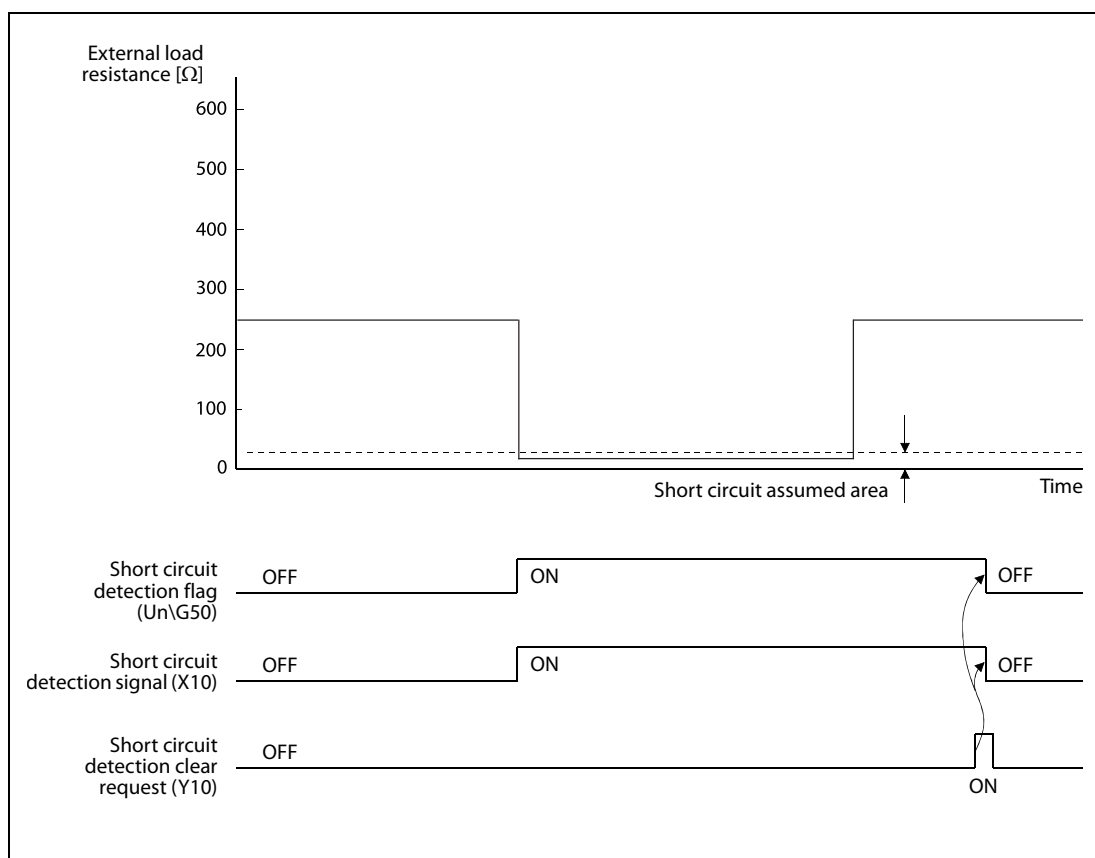 External load
resistance [Ω]
600
500
400
300
200
100
0
Short circuit assumed area
Time
Short circuit
detection flag
(Un\G50)
OFF
ON
OFF
Short circuit
detection signal (X10)
OFF
ON
OFF
Short circuit
detection clear
request (Y10)
OFF
ON